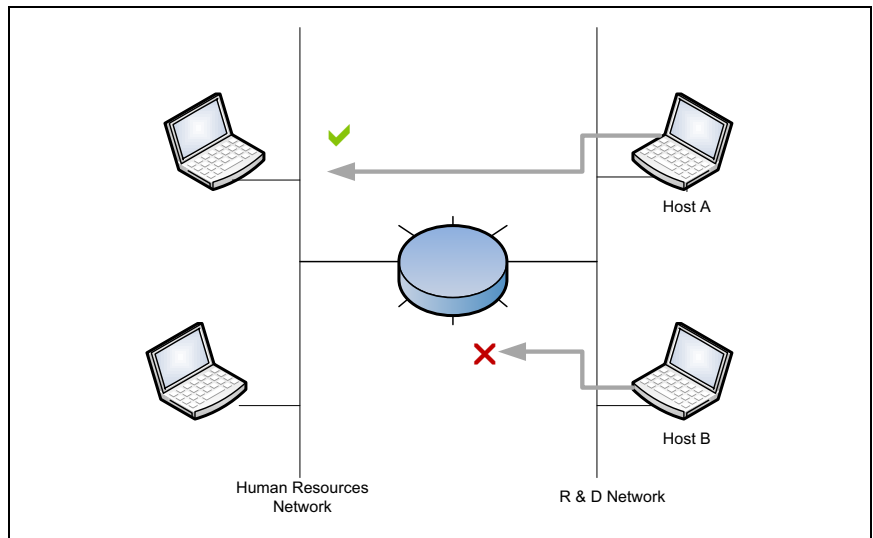 Host A
Host B
Human Resources
Network
R & D Network